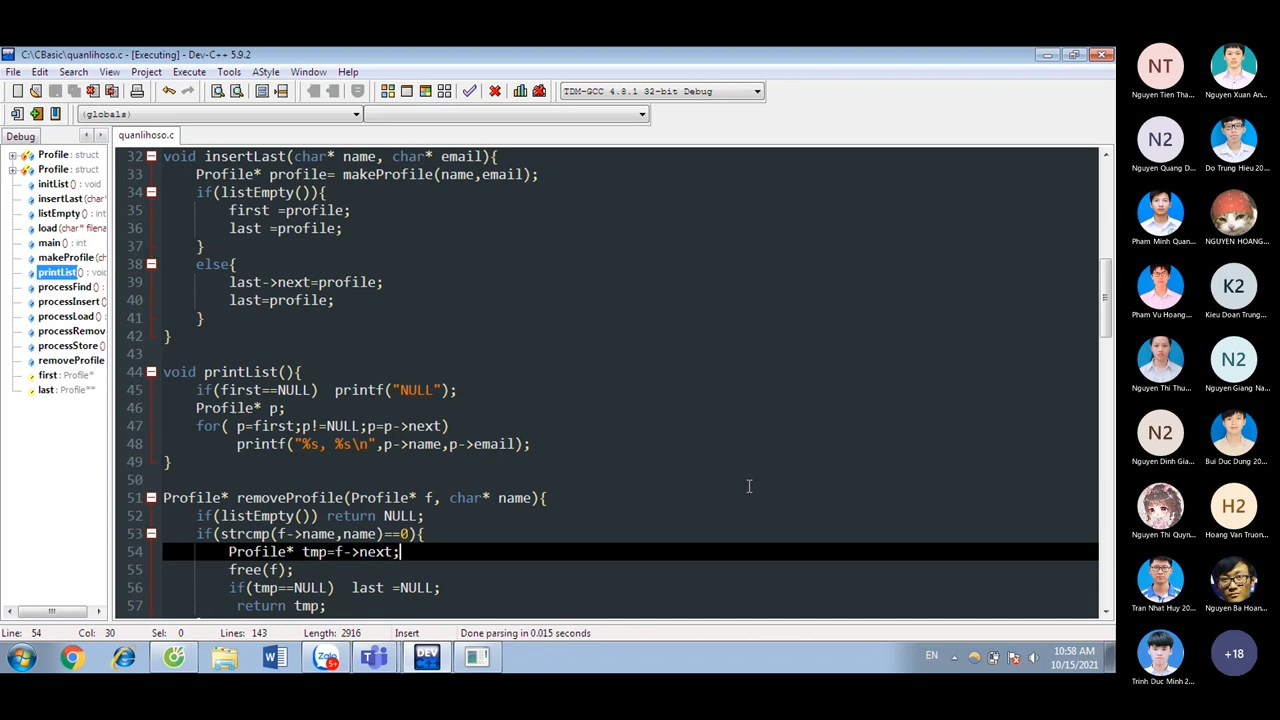 C:\CBasic\quanlihoso.c - [Executing] - Dev-C++ 5.9.2
File Edit Search View Project Execute Tools AStyle Window Help
TDM-GCC 4.8.1 32-bit Debug
(globals)
Debug
quanlihoso.c
Profile : struct
Profile : struct
initList () : void
insertLast (char*
listEmpty () : int
load (char* filena
main () : int
makeProfile (ch
printList () : void
processFind ()
processInsert ()
processLoad ()
processRemov
processStore ()
removeProfile
first : Profile*
last : Profile**
32 void insertLast(char* name, char* email){
33 Profile* profile= makeProfile(name,email);
34 if(listEmpty()){
35 first =profile;
36 last =profile;
37 }
38 else{
39 last->next=profile;
40 last=profile;
41 }
42 }
43
44 void printList(){
45 if(first==NULL) printf("NULL");
46 Profile* p;
47 for( p=first;p!=NULL;p=p->next)
48 printf("%s, %s\n",p->name,p->email);
49 }
50
51 Profile* removeProfile(Profile* f, char* name){
52 if(listEmpty()) return NULL;
53 if(strcmp(f->name,name)==0){
54 Profile* tmp=f->next;
55 free(f);
56 if(tmp==NULL) last =NULL;
57 return tmp;
Line: 54 Col: 30 Sel: 0 Lines: 143 Length: 2916 Insert Done parsing in 0.015 seconds
Zalo 5+ DEV EN 10:58 AM
10/15/2021
NT
Nguyen Tien Tha... Nguyen Xuan An...
N2
Nguyen Quang D... Do Trung Hieu 20...
Pham Minh Quan... NGUYEN HOANG...
K2
Pham Vu Hoang... Kieu Doan Trung...
N2
Nguyen Thi Thu... Nguyen Giang Na...
N2
Nguyen Dinh Gia... Bui Duc Dung 20...
H2
Nguyen Thi Quyn... Hoang Van Truon...
Tran Nhat Huy 20... Nguyen Ba Hoan...
+18
Trinh Duc Minh 2...